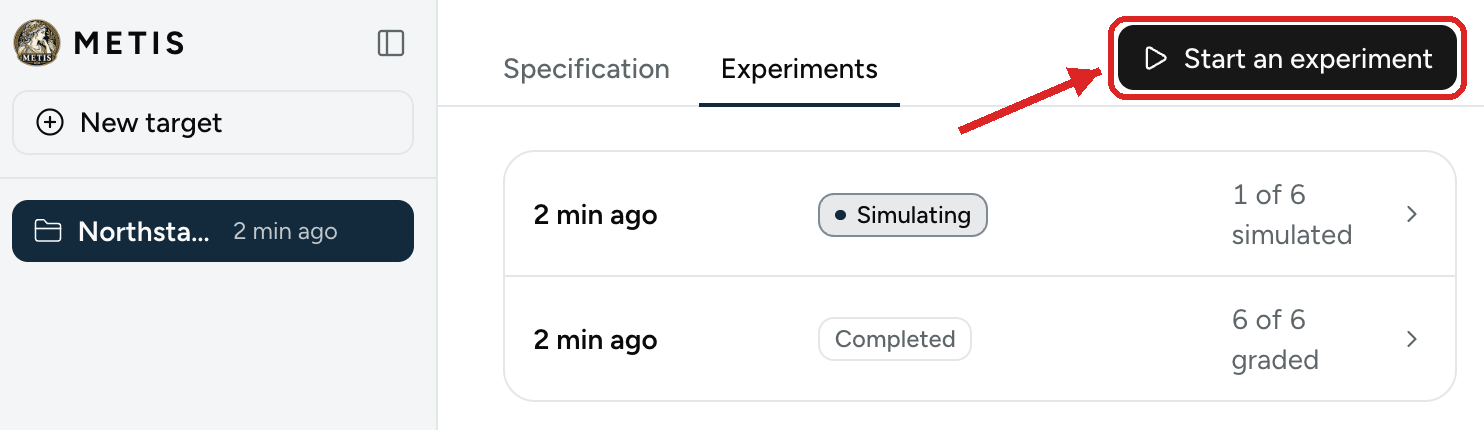 METIS
METIS
New target
Northsta... 2 min ago
Specification Experiments
Start an experiment
2 min ago Simulating 1 of 6
simulated
2 min ago Completed 6 of 6
graded